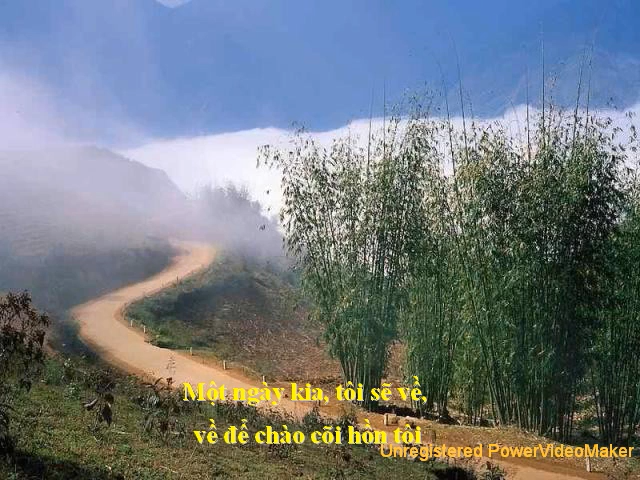 Một ngày kia, tôi sẽ về,
về để chào cõi hồn tôi
Unregistered PowerVideoMaker